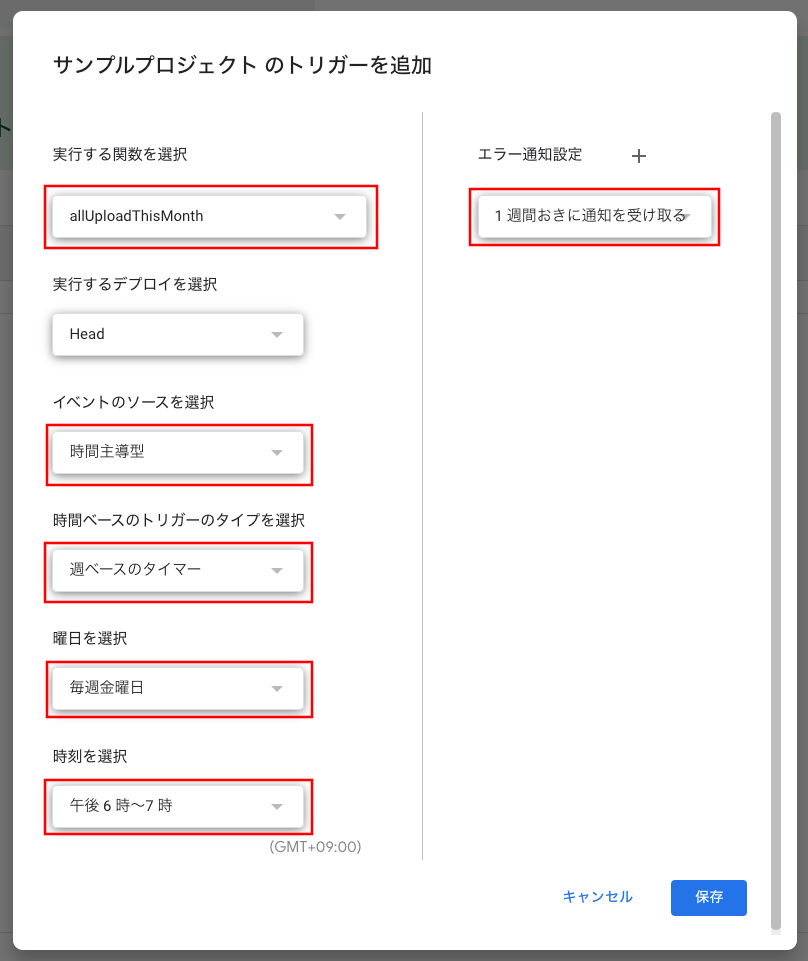 サンプルプロジェクト のトリガーを追加
実行する関数を選択
allUploadThisMonth
実行するデプロイを選択
Head
イベントのソースを選択
時間主導型
時間ベースのトリガーのタイプを選択
週ベースのタイマー
曜日を選択
毎週金曜日
時刻を選択
午後 6 時～7 時
(GMT+09:00)
エラー通知設定
1 週間おきに通知を受け取る
キャンセル
保存
ト